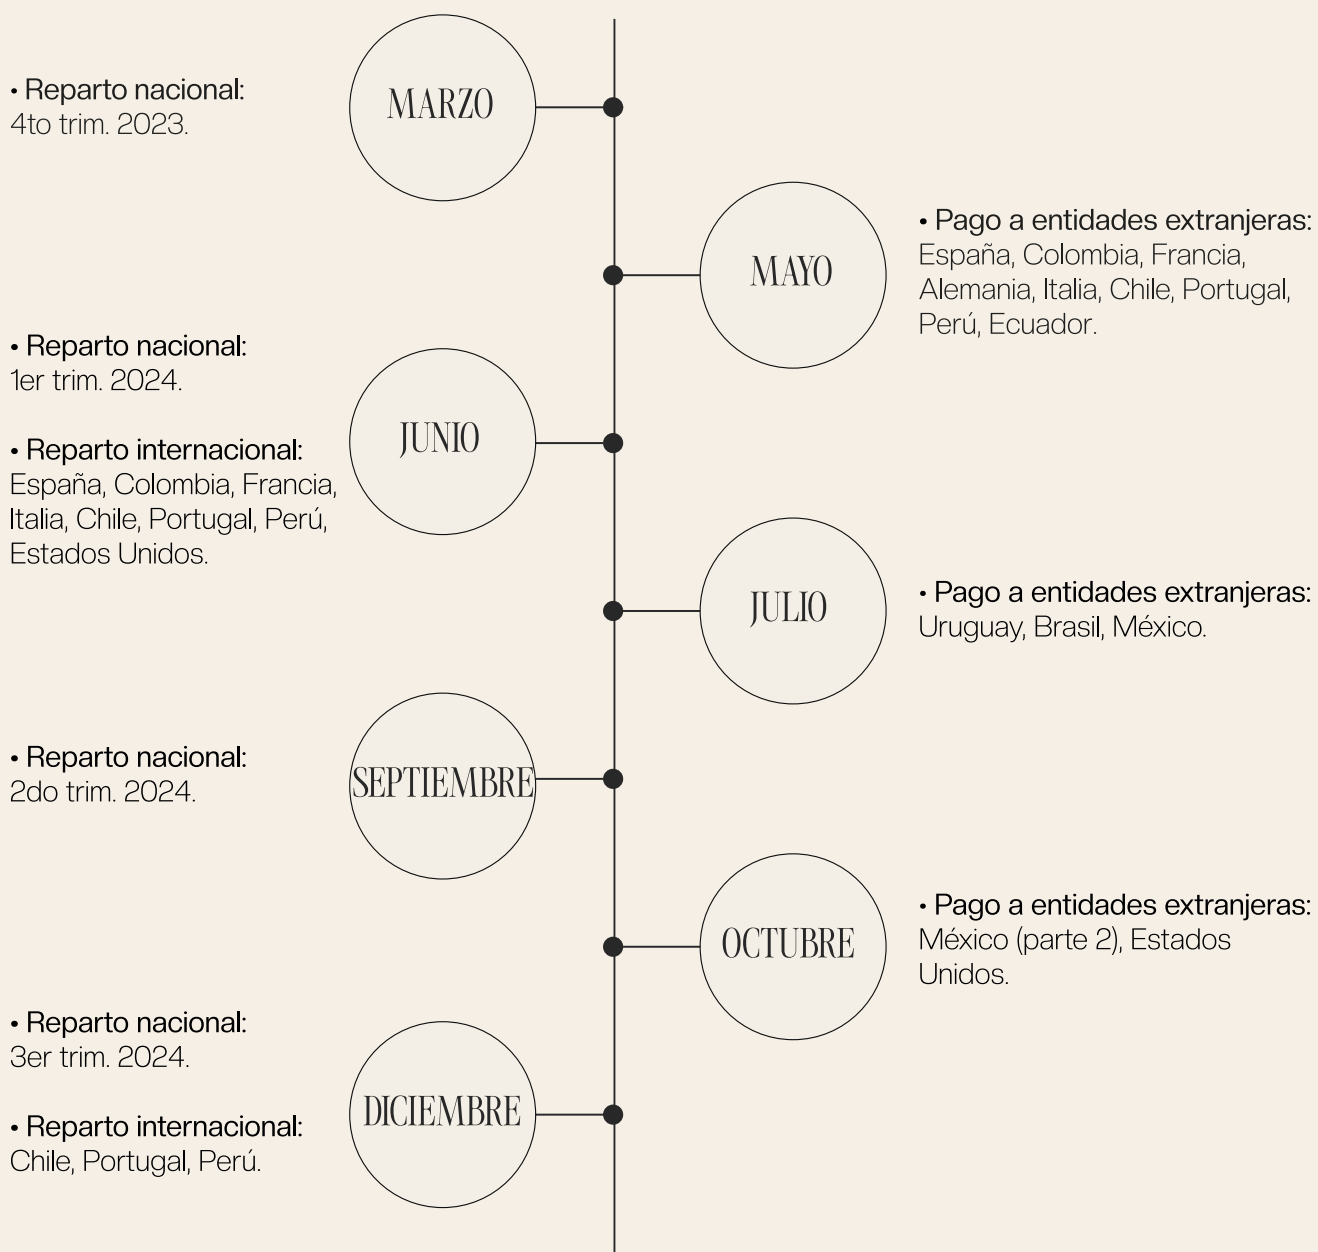 • Reparto nacional:
4to trim. 2023.
MARZO
MAYO
• Pago a entidades extranjeras:
España, Colombia, Francia,
Alemania, Italia, Chile, Portugal,
Perú, Ecuador.
• Reparto nacional:
1er trim. 2024.
• Reparto internacional:
España, Colombia, Francia,
Italia, Chile, Portugal, Perú,
Estados Unidos.
JUNIO
JULIO
• Pago a entidades extranjeras:
Uruguay, Brasil, México.
• Reparto nacional:
2do trim. 2024.
SEPTIEMBRE
OCTUBRE
• Pago a entidades extranjeras:
México (parte 2), Estados
Unidos.
• Reparto nacional:
3er trim. 2024.
• Reparto internacional:
Chile, Portugal, Perú.
DICIEMBRE